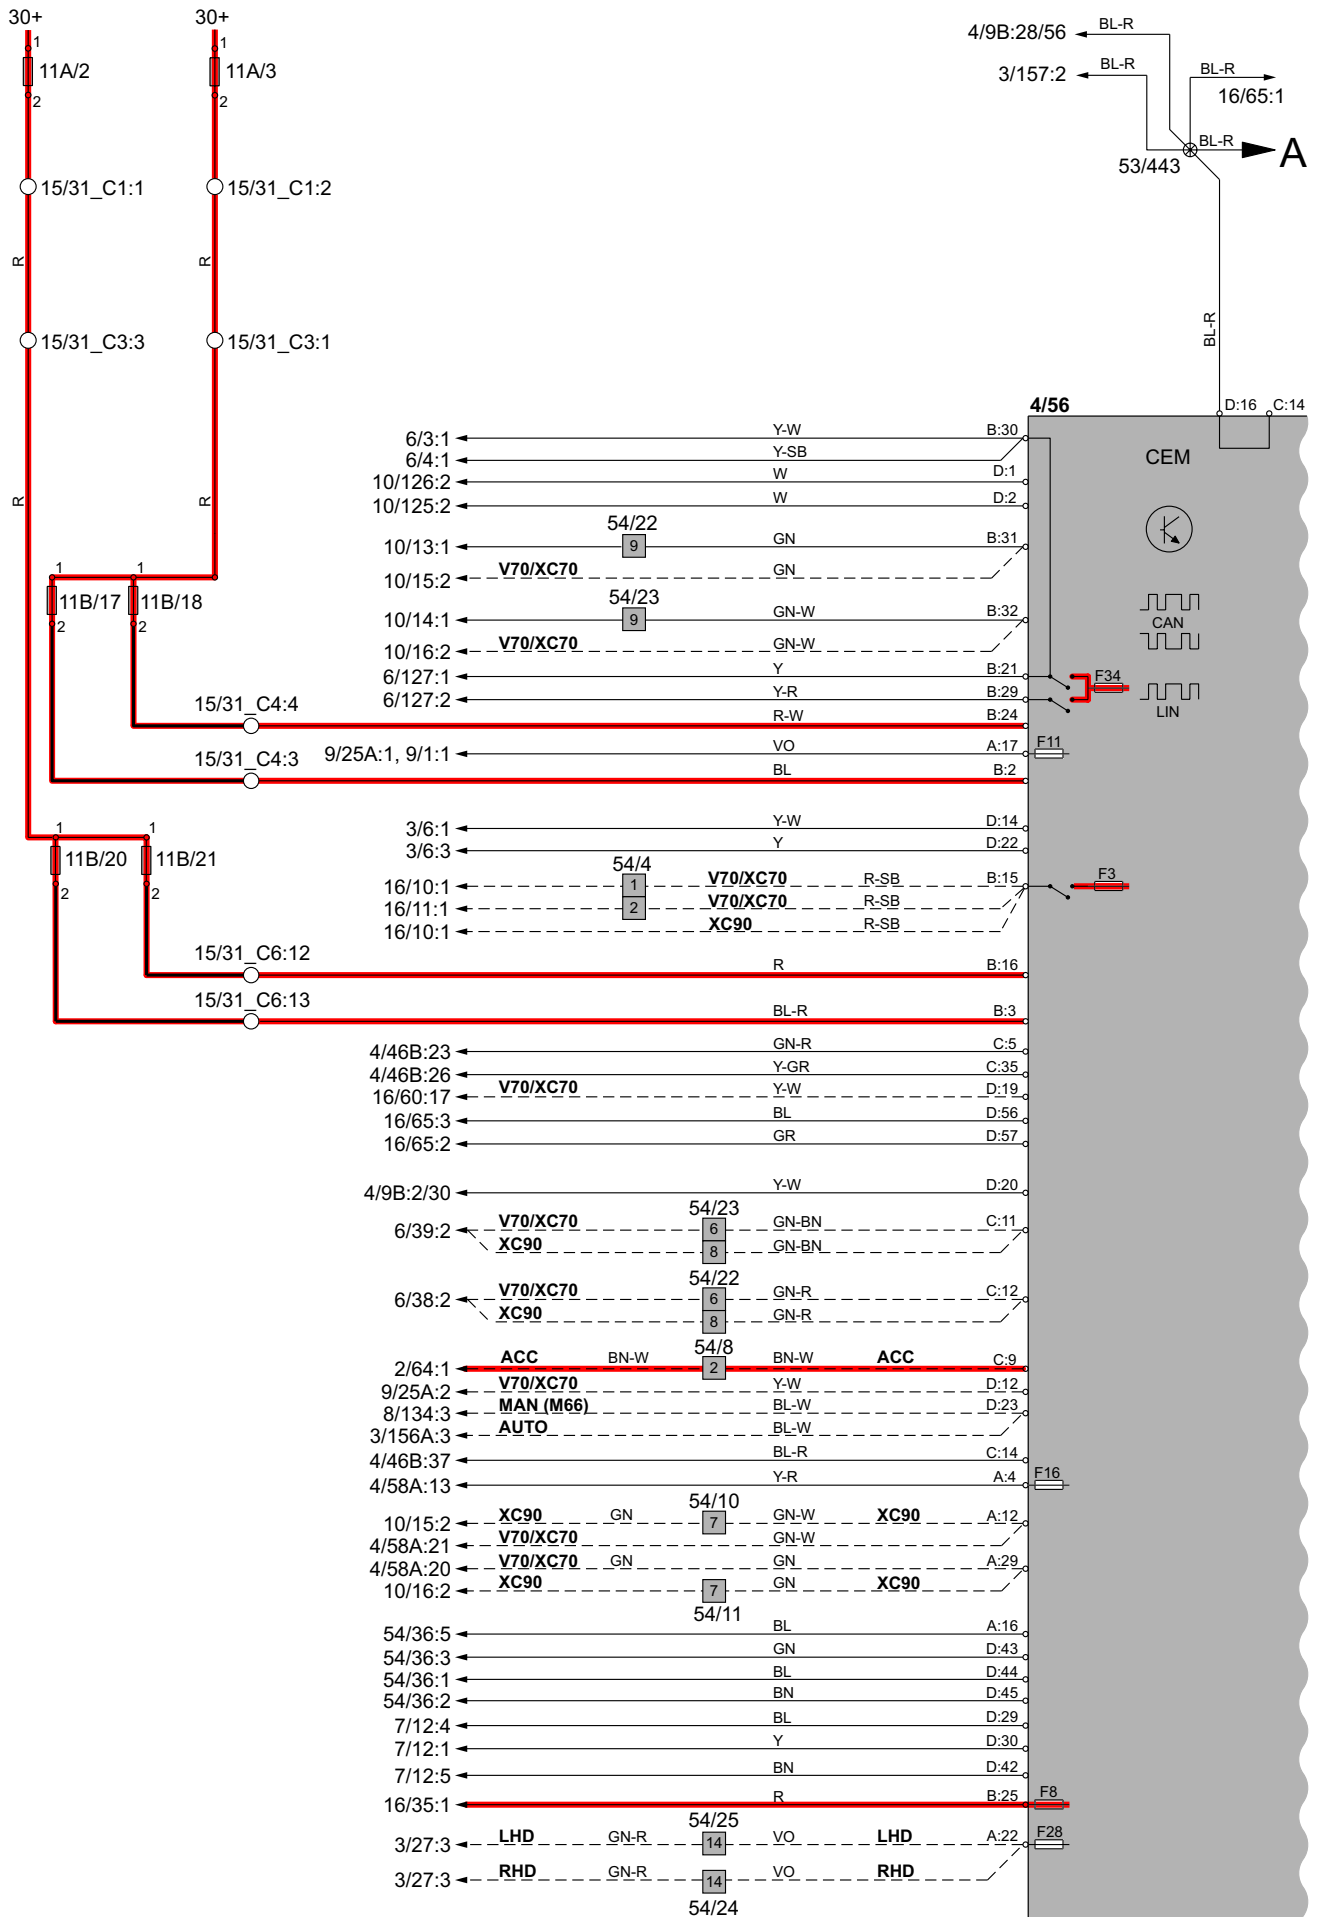 30+ 30+
4/9B:28/56 BL-R
1 1
11A/2 11A/3
3/157:2 BL-R BL-R
16/65:1
2 2
BL-R A
53/443
15/31_C1:1 15/31_C1:2
R R
BL-R
15/31_C3:3 15/31_C3:1
4/56 D:16 C:14
6/3:1 Y-W B:30
6/4:1 Y-SB
CEM
10/126:2 W D:1
R R
10/125:2 W D:2
54/22
10/13:1 9 GN B:31
10/15:2 V70/XC70 GN
1 1
11B/17 11B/18
2 2
54/23
10/14:1 9 GN-W B:32
CAN
10/16:2 V70/XC70 GN-W
6/127:1 Y B:21 F34
6/127:2 Y-R B:29
LIN
15/31_C4:4 R-W B:24
9/25A:1, 9/1:1 VO A:17 F11
15/31_C4:3 BL B:2
3/6:1 Y-W D:14
1 1
3/6:3 Y D:22
11B/20 11B/21
2 2
54/4
16/10:1 1 V70/XC70 R-SB B:15 F3
16/11:1 2 V70/XC70 R-SB
16/10:1 XC90 R-SB
15/31_C6:12 R B:16
15/31_C6:13 BL-R B:3
4/46B:23 GN-R C:5
4/46B:26 Y-GR C:35
16/60:17 V70/XC70 Y-W D:19
16/65:3 BL D:56
16/65:2 GR D:57
4/9B:2/30 Y-W D:20
54/23
6/39:2 V70/XC70 6 GN-BN C:11
XC90 8 GN-BN
54/22
6/38:2 V70/XC70 6 GN-R C:12
XC90 8 GN-R
54/8
2/64:1 ACC BN-W 2 BN-W ACC C:9
9/25A:2 V70/XC70 Y-W D:12
8/134:3 MAN (M66) BL-W D:23
3/156A:3 AUTO BL-W
4/46B:37 BL-R C:14
4/58A:13 Y-R A:4 F16
54/10
10/15:2 XC90 GN 7 GN-W XC90 A:12
4/58A:21 V70/XC70 GN-W
4/58A:20 V70/XC70 GN GN A:29
10/16:2 XC90 7 GN XC90
54/11
54/36:5 BL A:16
54/36:3 GN D:43
54/36:1 BL D:44
54/36:2 BN D:45
7/12:4 BL D:29
7/12:1 Y D:30
7/12:5 BN D:42
16/35:1 R B:25 F8
54/25
3/27:3 LHD GN-R 14 VO LHD A:22 F28
3/27:3 RHD GN-R 14 VO RHD
54/24